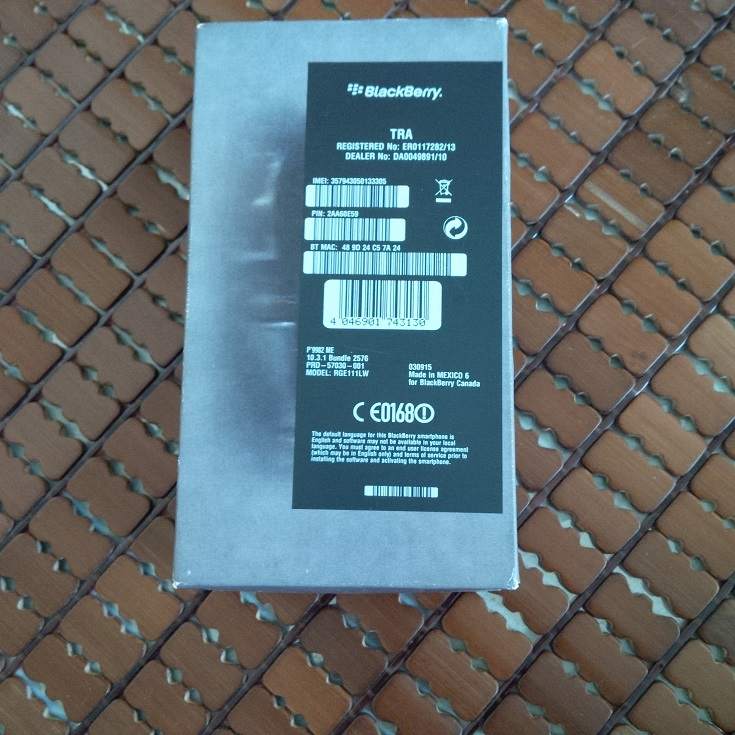 BlackBerry.
TRA
REGISTERED No: ER0117282/13
DEALER No: DA0049891/10
IMEI: 357943050133305
PIN: 2AA68E59
BT MAC: 48 9D 24 C5 7A 24
4 046901 743130
P'9982 ME
10.3.1 Bundle 2576
PRD-57030-001
MODEL: RGE111LW
030915
Made in MEXICO 6
for BlackBerry Canada
CE0168
The default language for this BlackBerry smartphone is
English and software may not be available in your local
language. You must agree to an end user licence agreement
(which may be in English only) and terms of service prior to
installing the software and activating the smartphone.